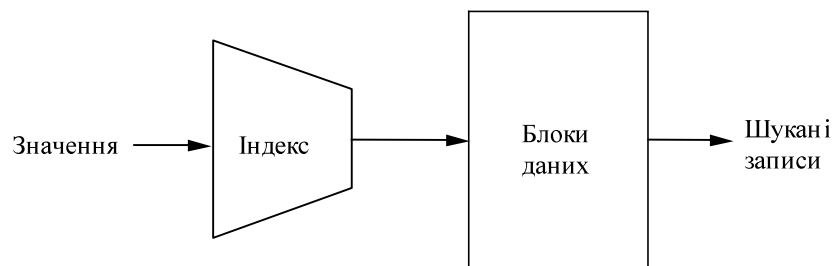 Значення
Індекс
Блоки
даних
Шукані
записи